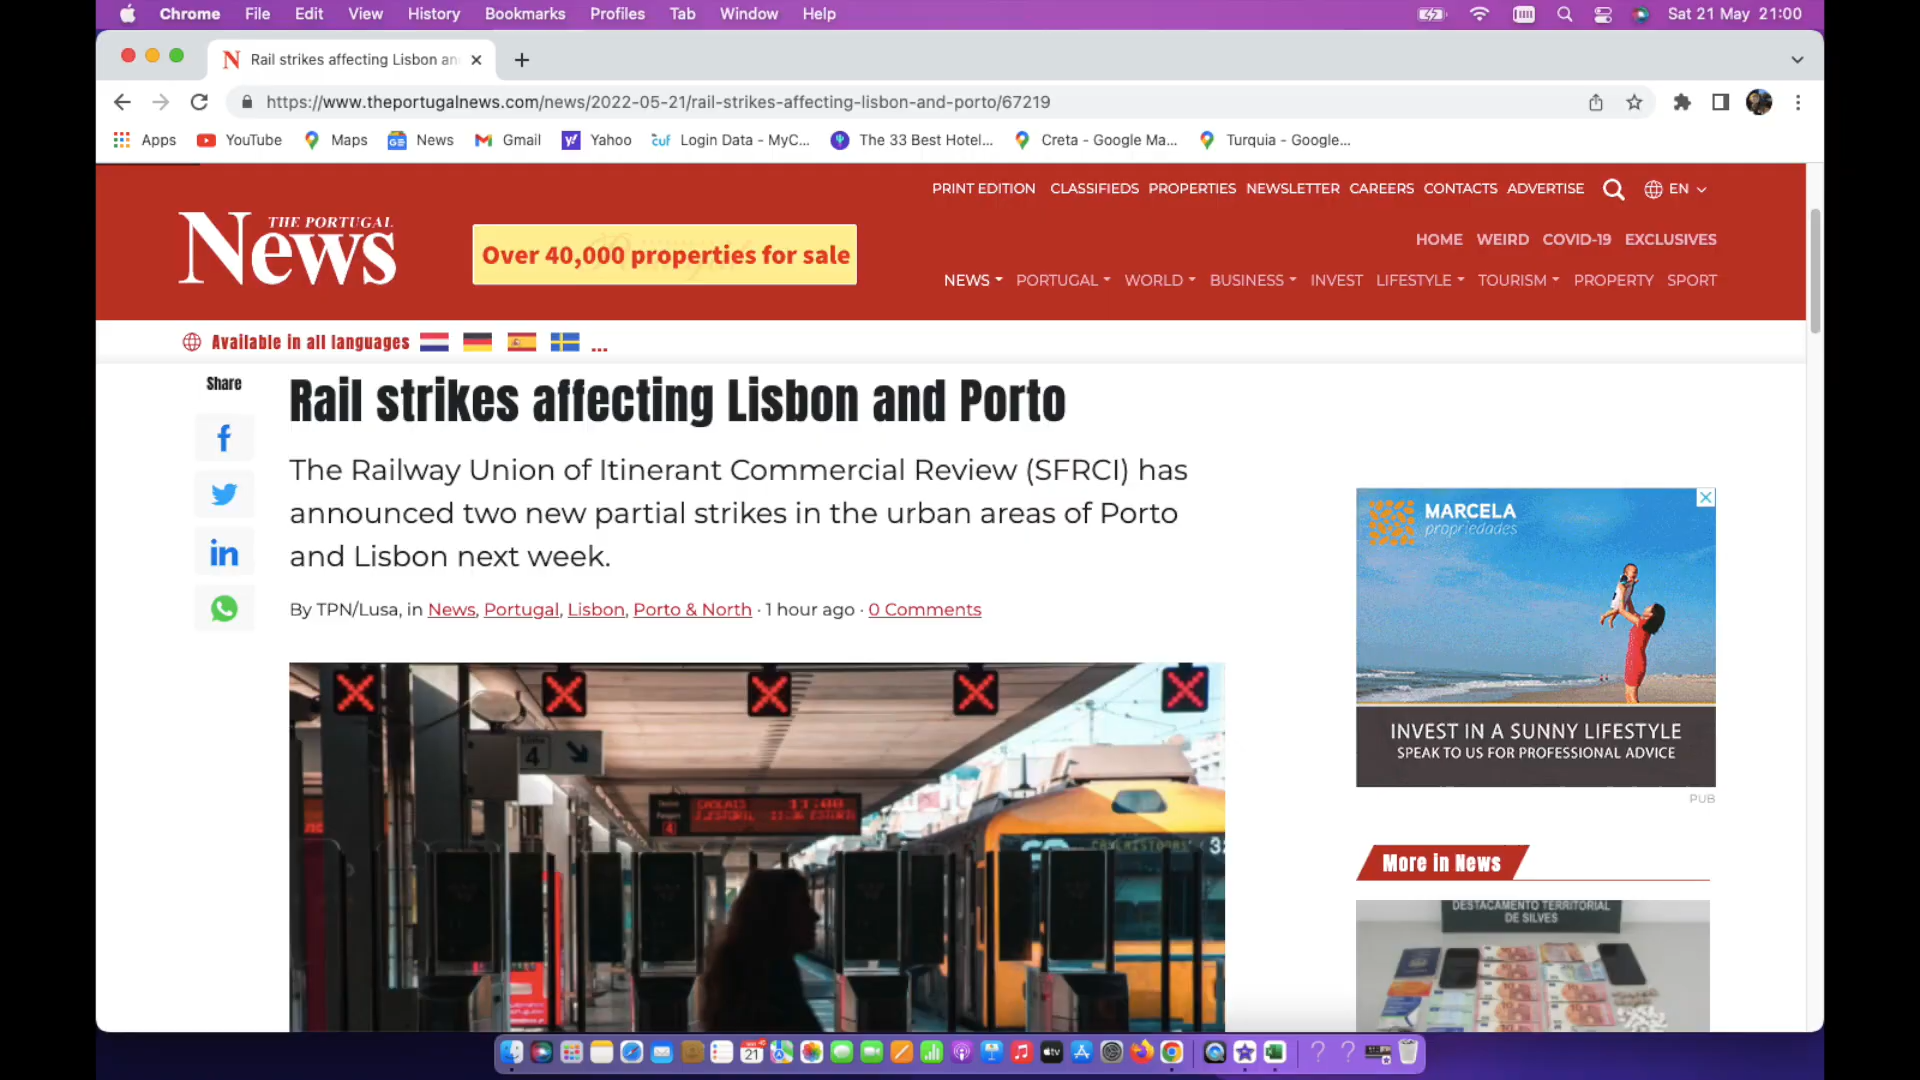 Chrome File Edit View History Bookmarks Profiles Tab Window Help Sat 21 May 21:00
Rail strikes affecting Lisbon an
https://www.theportugalnews.com/news/2022-05-21/rail-strikes-affecting-lisbon-and-porto/67219
Apps YouTube Maps News Gmail Yahoo cuf Login Data - MyC... The 33 Best Hotel... Creta - Google Ma... Turquia - Google...
PRINT EDITION CLASSIFIEDS PROPERTIES NEWSLETTER CAREERS CONTACTS ADVERTISE EN
THE PORTUGAL
News
Over 40,000 properties for sale
HOME WEIRD COVID-19 EXCLUSIVES
NEWS PORTUGAL WORLD BUSINESS INVEST LIFESTYLE TOURISM PROPERTY SPORT
Available in all languages ...
Share
Rail strikes affecting Lisbon and Porto
The Railway Union of Itinerant Commercial Review (SFRCI) has
announced two new partial strikes in the urban areas of Porto
and Lisbon next week.
By TPN/Lusa, in News, Portugal, Lisbon, Porto & North · 1 hour ago · 0 Comments
4
11:00
4
MARCELA
propriedades
INVEST IN A SUNNY LIFESTYLE
SPEAK TO US FOR PROFESSIONAL ADVICE
PUB
More in News
DESTACAMENTO TERRITORIAL
DE SILVES
21
tv